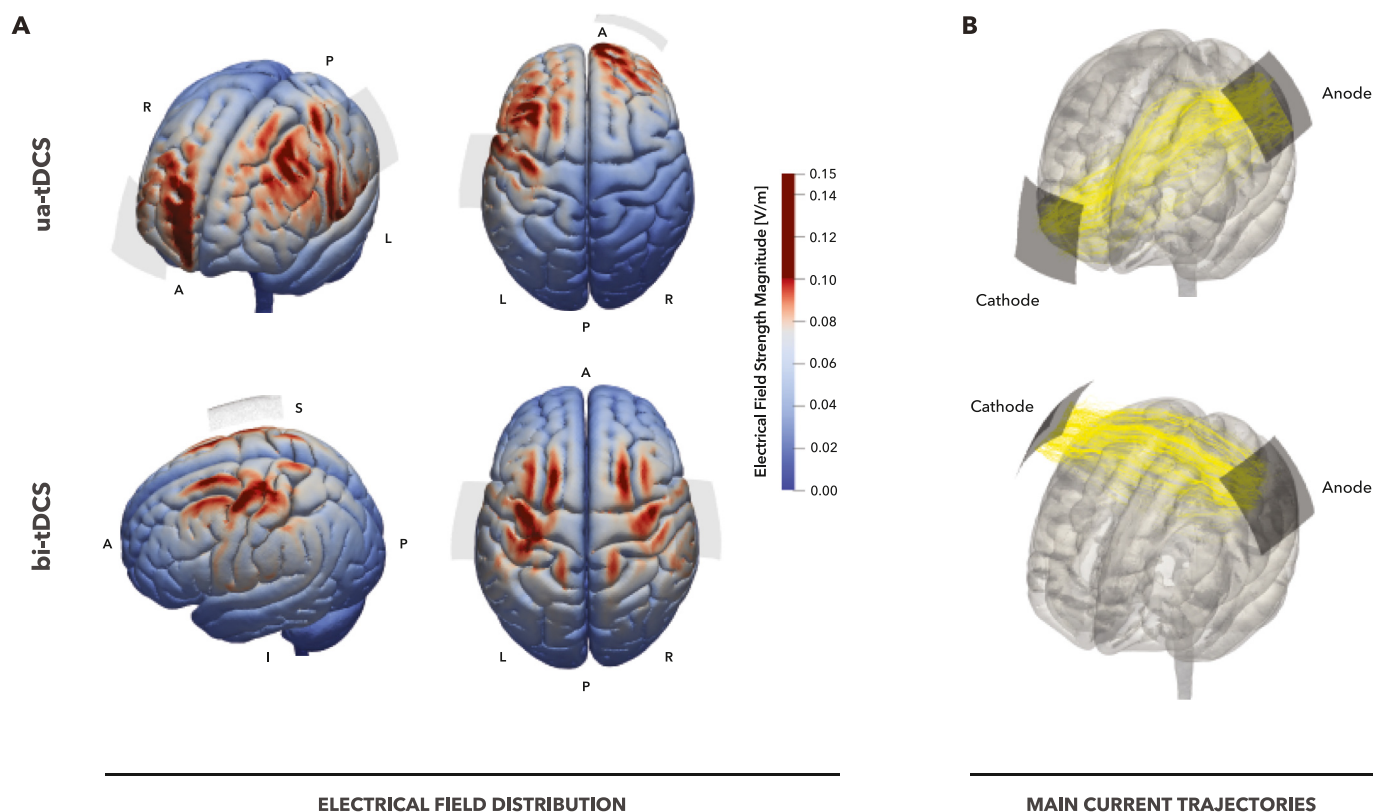 A
B
ua-tDCS
R
P
A
L
A
L
R
P
Electrical Field Strength Magnitude [V/m]
0.15
0.14
0.12
0.10
0.08
0.06
0.04
0.02
0.00
Anode
Cathode
bi-tDCS
S
A
P
I
A
L
R
P
Cathode
Anode
ELECTRICAL FIELD DISTRIBUTION
MAIN CURRENT TRAJECTORIES